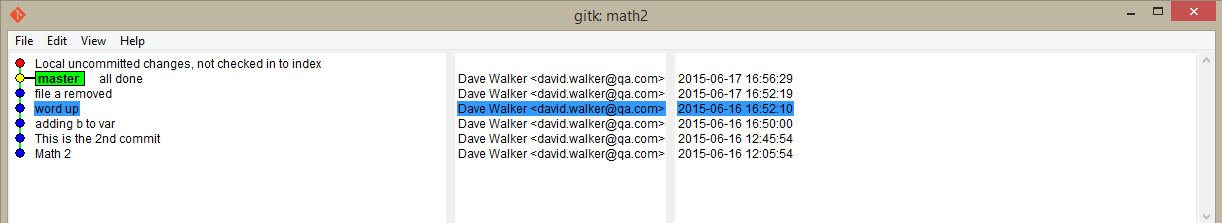 gitk: math2
File Edit View Help
Local uncommitted changes, not checked in to index
master all done Dave Walker <david.walker@qa.com> 2015-06-17 16:56:29
file a removed Dave Walker <david.walker@qa.com> 2015-06-17 16:52:19
word up Dave Walker <david.walker@qa.com> 2015-06-16 16:52:10
adding b to var Dave Walker <david.walker@qa.com> 2015-06-16 16:50:00
This is the 2nd commit Dave Walker <david.walker@qa.com> 2015-06-16 12:45:54
Math 2 Dave Walker <david.walker@qa.com> 2015-06-16 12:05:54